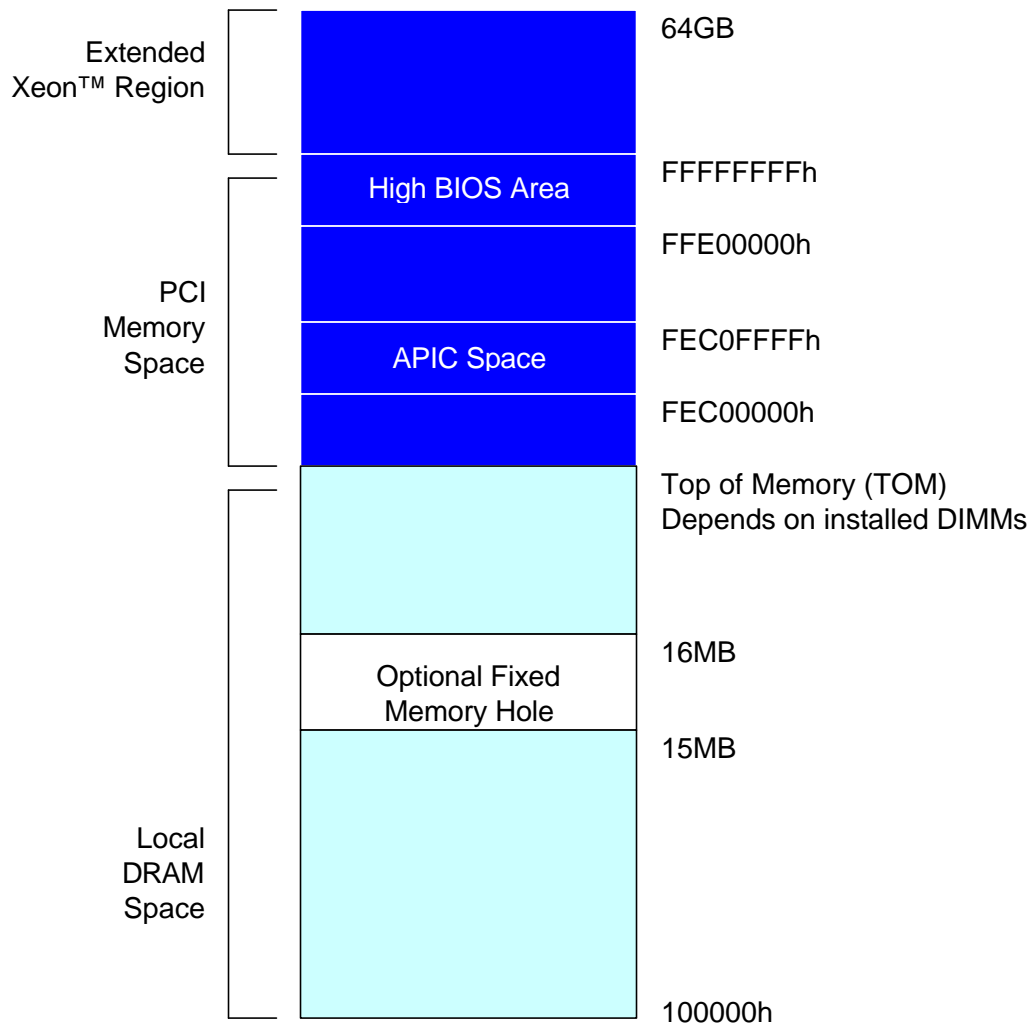 64GB
Extended
Xeon™ Region
High BIOS Area
FFFFFFFFh
FFE00000h
PCI
Memory
Space
APIC Space
FEC0FFFFh
FEC00000h
Top of Memory (TOM)
Depends on installed DIMMs
Optional Fixed
Memory Hole
16MB
15MB
Local
DRAM
Space
100000h